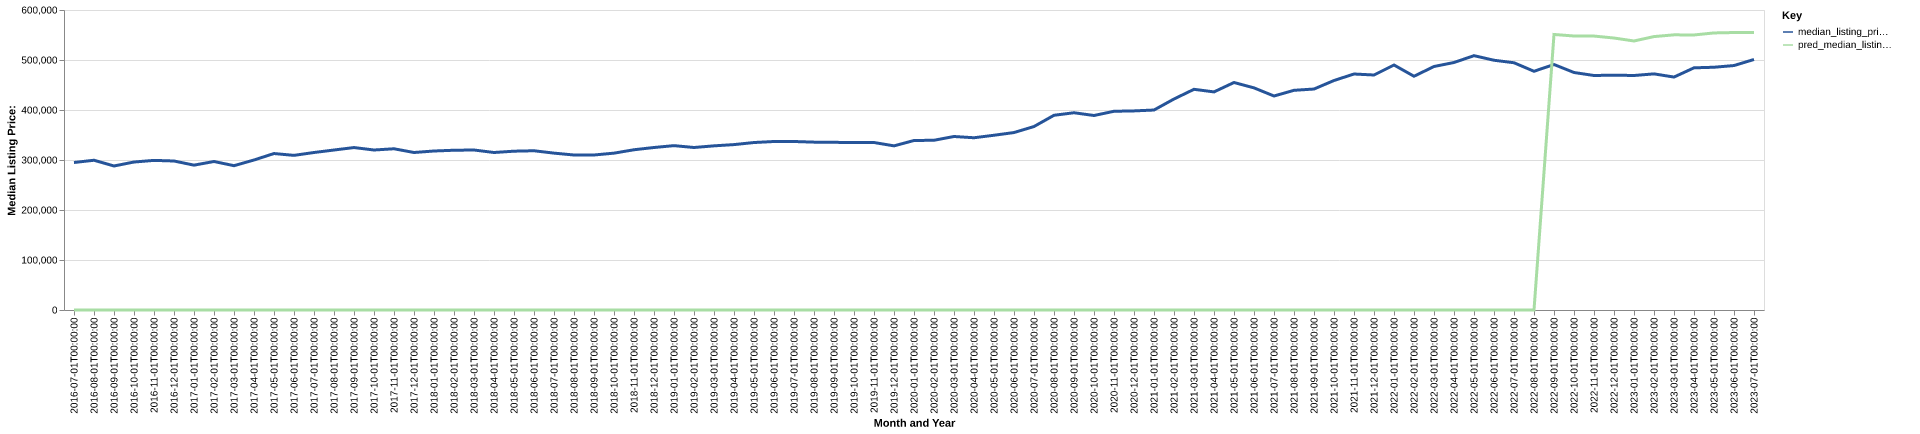 600,000
500,000
400,000
300,000
200,000
100,000
0
Median Listing Price:
2016-07-01T00:00:00
2016-08-01T00:00:00
2016-09-01T00:00:00
2016-10-01T00:00:00
2016-11-01T00:00:00
2016-12-01T00:00:00
2017-01-01T00:00:00
2017-02-01T00:00:00
2017-03-01T00:00:00
2017-04-01T00:00:00
2017-05-01T00:00:00
2017-06-01T00:00:00
2017-07-01T00:00:00
2017-08-01T00:00:00
2017-09-01T00:00:00
2017-10-01T00:00:00
2017-11-01T00:00:00
2017-12-01T00:00:00
2018-01-01T00:00:00
2018-02-01T00:00:00
2018-03-01T00:00:00
2018-04-01T00:00:00
2018-05-01T00:00:00
2018-06-01T00:00:00
2018-07-01T00:00:00
2018-08-01T00:00:00
2018-09-01T00:00:00
2018-10-01T00:00:00
2018-11-01T00:00:00
2018-12-01T00:00:00
2019-01-01T00:00:00
2019-02-01T00:00:00
2019-03-01T00:00:00
2019-04-01T00:00:00
2019-05-01T00:00:00
2019-06-01T00:00:00
2019-07-01T00:00:00
2019-08-01T00:00:00
2019-09-01T00:00:00
2019-10-01T00:00:00
2019-11-01T00:00:00
2019-12-01T00:00:00
2020-01-01T00:00:00
2020-02-01T00:00:00
2020-03-01T00:00:00
2020-04-01T00:00:00
2020-05-01T00:00:00
2020-06-01T00:00:00
2020-07-01T00:00:00
2020-08-01T00:00:00
2020-09-01T00:00:00
2020-10-01T00:00:00
2020-11-01T00:00:00
2020-12-01T00:00:00
2021-01-01T00:00:00
2021-02-01T00:00:00
2021-03-01T00:00:00
2021-04-01T00:00:00
2021-05-01T00:00:00
2021-06-01T00:00:00
2021-07-01T00:00:00
2021-08-01T00:00:00
2021-09-01T00:00:00
2021-10-01T00:00:00
2021-11-01T00:00:00
2021-12-01T00:00:00
2022-01-01T00:00:00
2022-02-01T00:00:00
2022-03-01T00:00:00
2022-04-01T00:00:00
2022-05-01T00:00:00
2022-06-01T00:00:00
2022-07-01T00:00:00
2022-08-01T00:00:00
2022-09-01T00:00:00
2022-10-01T00:00:00
2022-11-01T00:00:00
2022-12-01T00:00:00
2023-01-01T00:00:00
2023-02-01T00:00:00
2023-03-01T00:00:00
2023-04-01T00:00:00
2023-05-01T00:00:00
2023-06-01T00:00:00
2023-07-01T00:00:00
Month and Year
Key
median_listing_pri…
pred_median_listin…